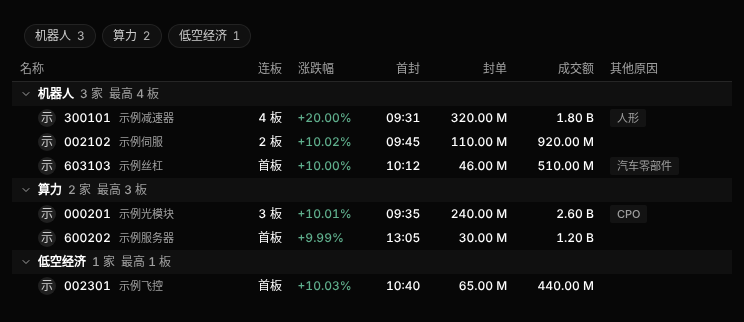 机器人 3 算力 2 低空经济 1
名称 连板 涨跌幅 首封 封单 成交额 其他原因
机器人 3 家 最高 4 板
示 300101 示例减速器 4 板 +20.00% 09:31 320.00 M 1.80 B 人形
示 002102 示例伺服 2 板 +10.02% 09:45 110.00 M 920.00 M
示 603103 示例丝杠 首板 +10.00% 10:12 46.00 M 510.00 M 汽车零部件
算力 2 家 最高 3 板
示 000201 示例光模块 3 板 +10.01% 09:35 240.00 M 2.60 B CPO
示 600202 示例服务器 首板 +9.99% 13:05 30.00 M 1.20 B
低空经济 1 家 最高 1 板
示 002301 示例飞控 首板 +10.03% 10:40 65.00 M 440.00 M